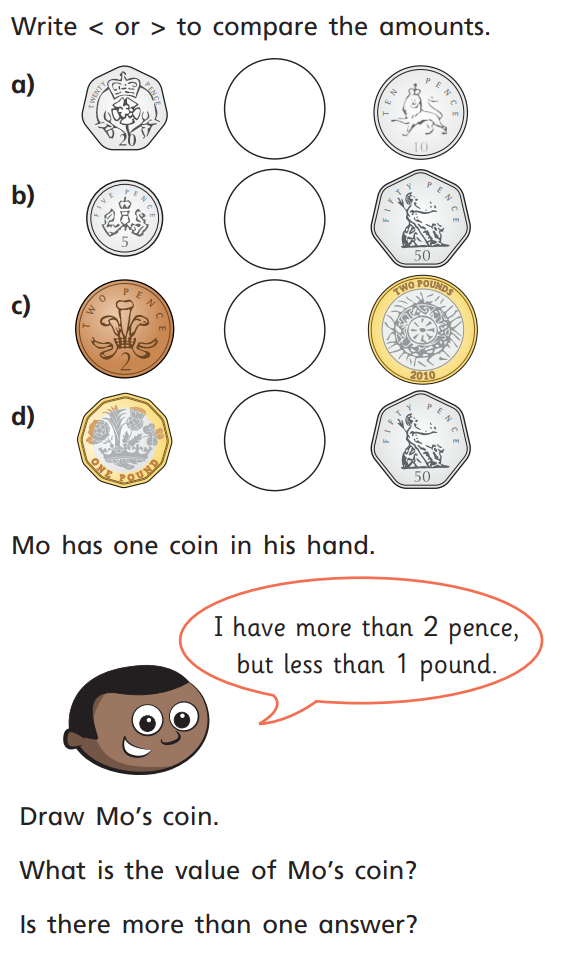 Write < or > to compare the amounts.
a)
TWENTY PENCE
20
TEN PENCE
10
b)
FIVE PENCE
5
FIFTY PENCE
50
c)
TWO PENCE
2
TWO POUNDS
2010
d)
ONE POUND
FIFTY PENCE
50
Mo has one coin in his hand.
I have more than 2 pence,
but less than 1 pound.
Draw Mo’s coin.
What is the value of Mo’s coin?
Is there more than one answer?